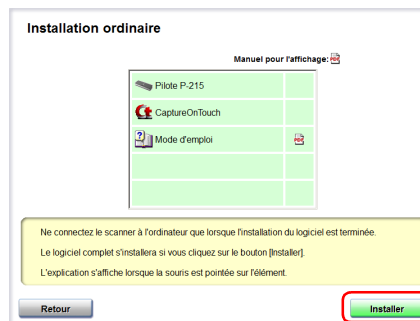 Installation ordinaire
Manuel pour l'affichage:
Pilote P-215
CaptureOnTouch
Mode d'emploi
Ne connectez le scanner à l'ordinateur que lorsque l'installation du logiciel est terminée.
Le logiciel complet s'installera si vous cliquez sur le bouton [Installer].
L'explication s'affiche lorsque la souris est pointée sur l'élément.
Retour
Installer